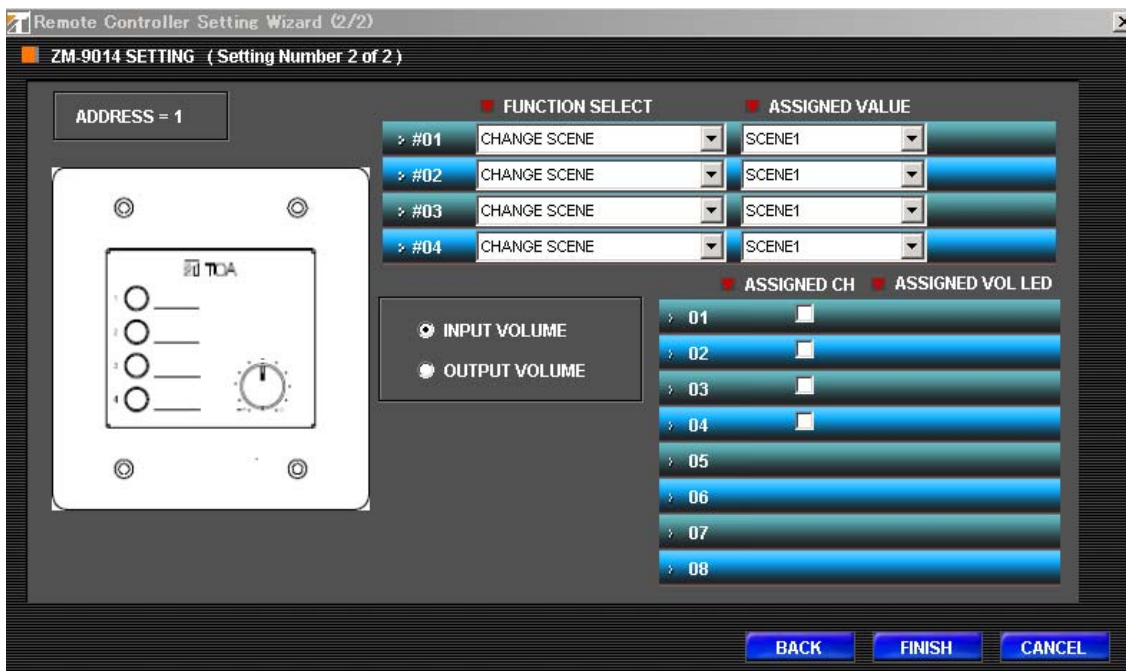 Remote Controller Setting Wizard (2/2)
ZM-9014 SETTING ( Setting Number 2 of 2 )
ADDRESS = 1
FUNCTION SELECT ASSIGNED VALUE
#01 CHANGE SCENE SCENE1
#02 CHANGE SCENE SCENE1
#03 CHANGE SCENE SCENE1
#04 CHANGE SCENE SCENE1
TOA
1
2
3
4
INPUT VOLUME
OUTPUT VOLUME
ASSIGNED CH ASSIGNED VOL LED
01
02
03
04
05
06
07
08
BACK FINISH CANCEL